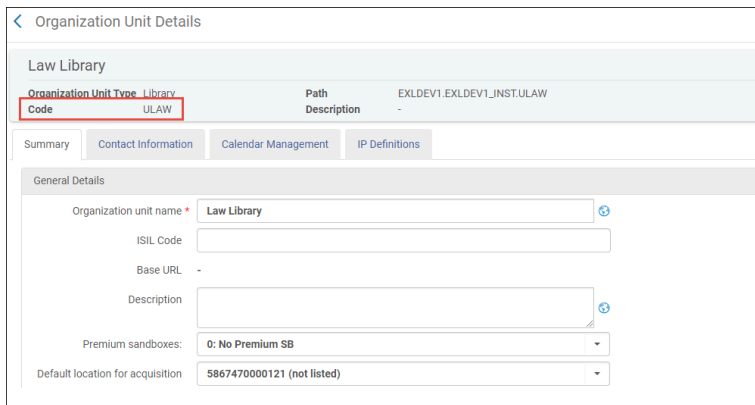 Organization Unit Details
Law Library
Organization Unit Type Library Path EXLDEV1.EXLDEV1_INST.ULAW
Code ULAW Description -
Summary Contact Information Calendar Management IP Definitions
General Details
Organization unit name * Law Library
ISIL Code
Base URL -
Description
Premium sandboxes: 0: No Premium SB
Default location for acquisition 5867470000121 (not listed)